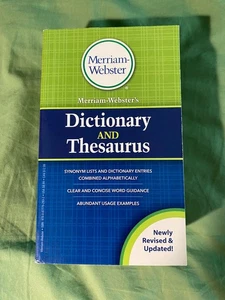 Merriam-
Webster
Merriam-Webster's
Dictionary
AND
Thesaurus
SYNONYM LISTS AND DICTIONARY ENTRIES
COMBINED ALPHABETICALLY
CLEAR AND CONCISE WORD GUIDANCE
ABUNDANT USAGE EXAMPLES
Newly
Revised &
Updated!